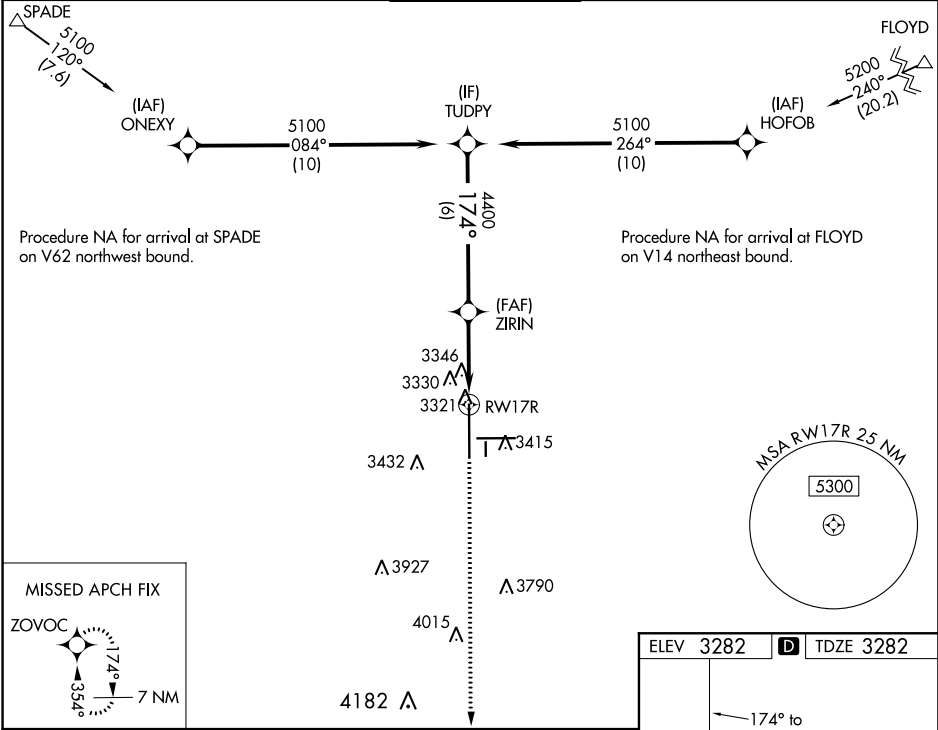 SPADE
5100
120°
(7.6)
(IAF)
ONEXY
5100
084°
(10)
(IF)
TUDPY
5100
264°
(10)
(IAF)
HOFOB
FLOYD
5200
240°
(20.2)
4400
174°
(6)
Procedure NA for arrival at SPADE
on V62 northwest bound.
Procedure NA for arrival at FLOYD
on V14 northeast bound.
(FAF)
ZIRIN
3346
3330
3321
RW17R
3415
3432
MSA RW17R 25 NM
5300
3927
3790
4015
4182
MISSED APCH FIX
ZOVOC
174°
354°
7 NM
ELEV 3282 D TDZE 3282
174° to